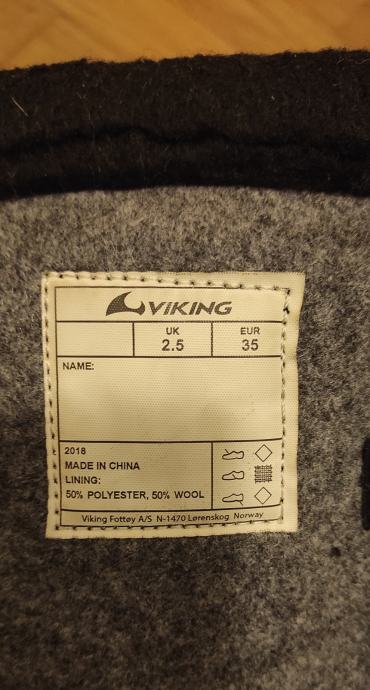 VIKING
UK EUR
2.5 35
NAME:
2018
MADE IN CHINA
LINING:
50% POLYESTER, 50% WOOL
Viking Fottøy A/S N-1470 Lørenskog Norway